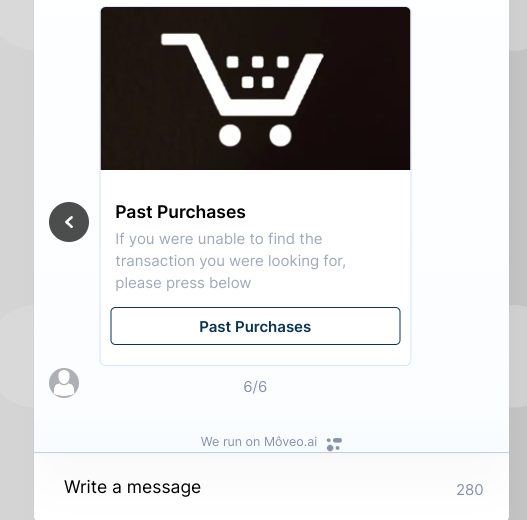 Past Purchases
If you were unable to find the
transaction you were looking for,
please press below
Past Purchases
6/6
We run on Môveo.ai
Write a message
280